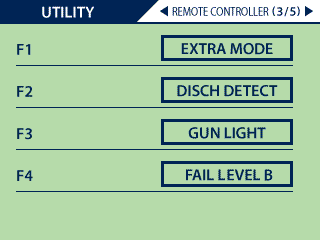 UTILITY
◀ REMOTE CONTROLLER (3/5) ▶
F1 EXTRA MODE
F2 DISCH DETECT
F3 GUN LIGHT
F4 FAIL LEVEL B